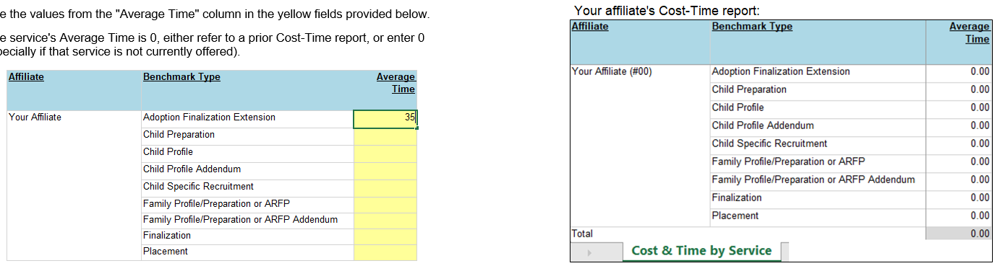 e the values from the "Average Time" column in the yellow fields provided below.
e service's Average Time is 0, either refer to a prior Cost-Time report, or enter 0
pecially if that service is not currently offered).
Affiliate Benchmark Type Average
Time
Your Affiliate Adoption Finalization Extension 35
Child Preparation
Child Profile
Child Profile Addendum
Child Specific Recruitment
Family Profile/Preparation or ARFP
Family Profile/Preparation or ARFP Addendum
Finalization
Placement
Your affiliate's Cost-Time report:
Affiliate Benchmark Type Average
Time
Your Affiliate (#00) Adoption Finalization Extension 0.00
Child Preparation 0.00
Child Profile 0.00
Child Profile Addendum 0.00
Child Specific Recruitment 0.00
Family Profile/Preparation or ARFP 0.00
Family Profile/Preparation or ARFP Addendum 0.00
Finalization 0.00
Placement 0.00
Total 0.00
Cost & Time by Service